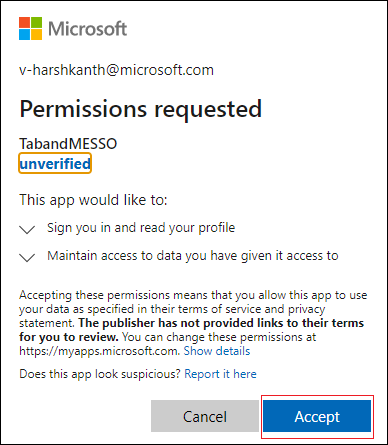 Microsoft
v-harshkanth@microsoft.com
Permissions requested
TabandMESSO
unverified
This app would like to:
Sign you in and read your profile
Maintain access to data you have given it access to
Accepting these permissions means that you allow this app to use
your data as specified in their terms of service and privacy
statement. The publisher has not provided links to their terms
for you to review. You can change these permissions at
https://myapps.microsoft.com. Show details
Does this app look suspicious? Report it here
Cancel
Accept